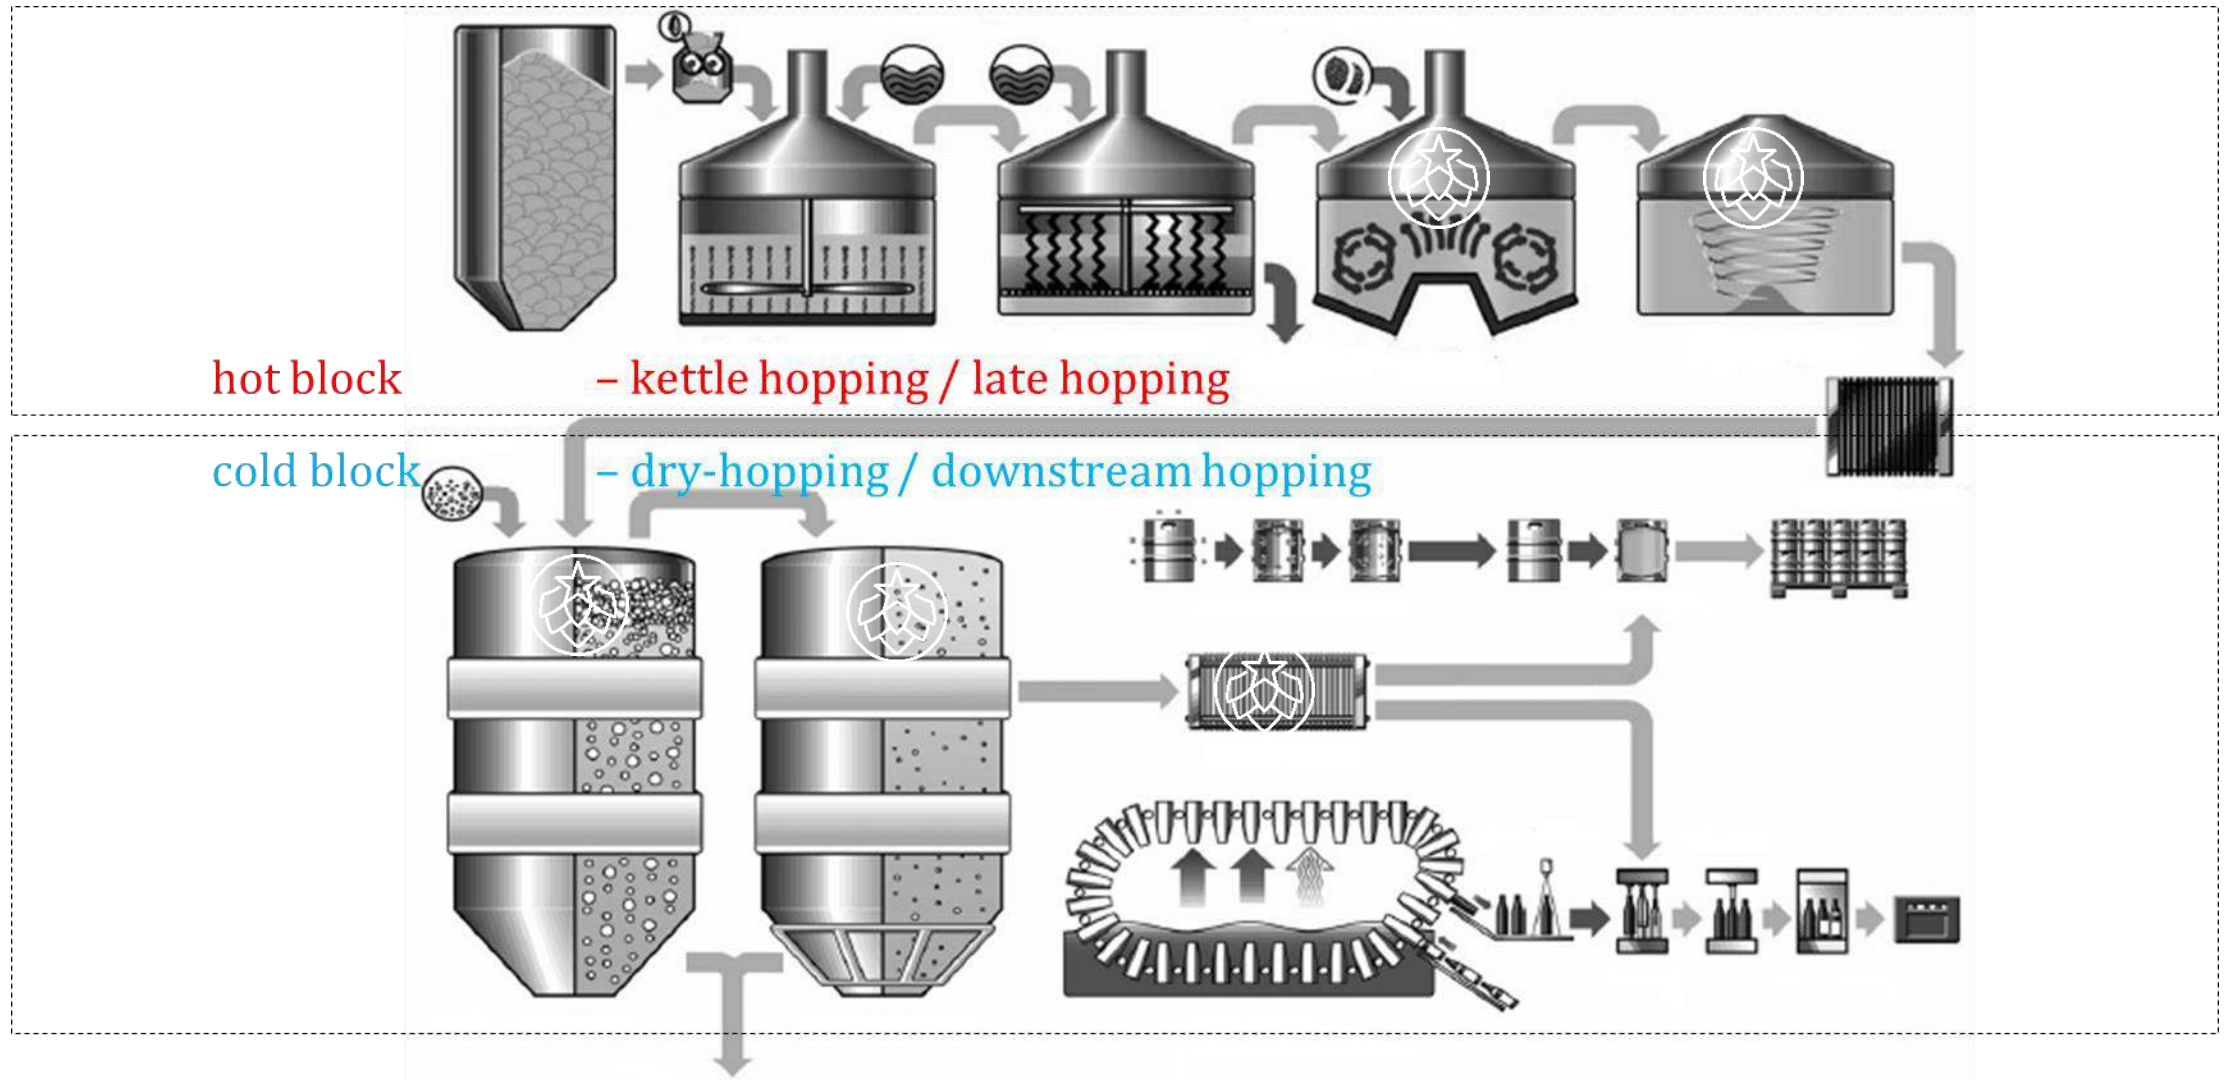 hot block – kettle hopping / late hopping
cold block – dry-hopping / downstream hopping